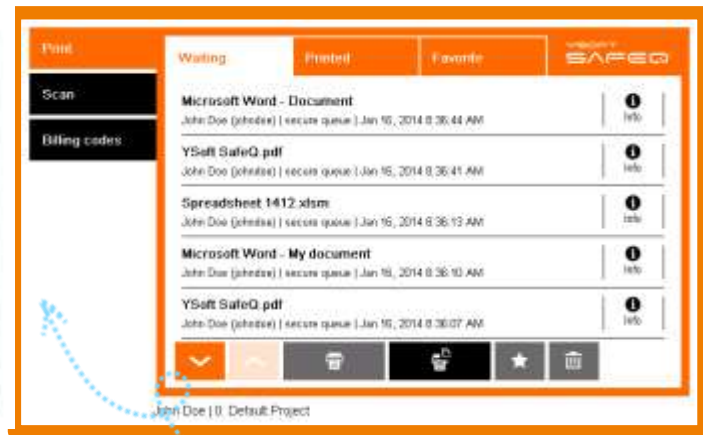 Print
Scan
Billing codes
Waiting
Printed
Favorite
YSOFT
SAFEQ
Microsoft Word - Document
John Doe (johndoe) | secure queue | Jan 16, 2014 8:36:44 AM
Info
YSoft SafeQ.pdf
John Doe (johndoe) | secure queue | Jan 16, 2014 8:36:41 AM
Info
Spreadsheet 1412.xlsm
John Doe (johndoe) | secure queue | Jan 16, 2014 8:36:13 AM
Info
Microsoft Word - My document
John Doe (johndoe) | secure queue | Jan 16, 2014 8:36:10 AM
Info
YSoft SafeQ.pdf
John Doe (johndoe) | secure queue | Jan 16, 2014 8:36:07 AM
Info
John Doe | 0. Default Project